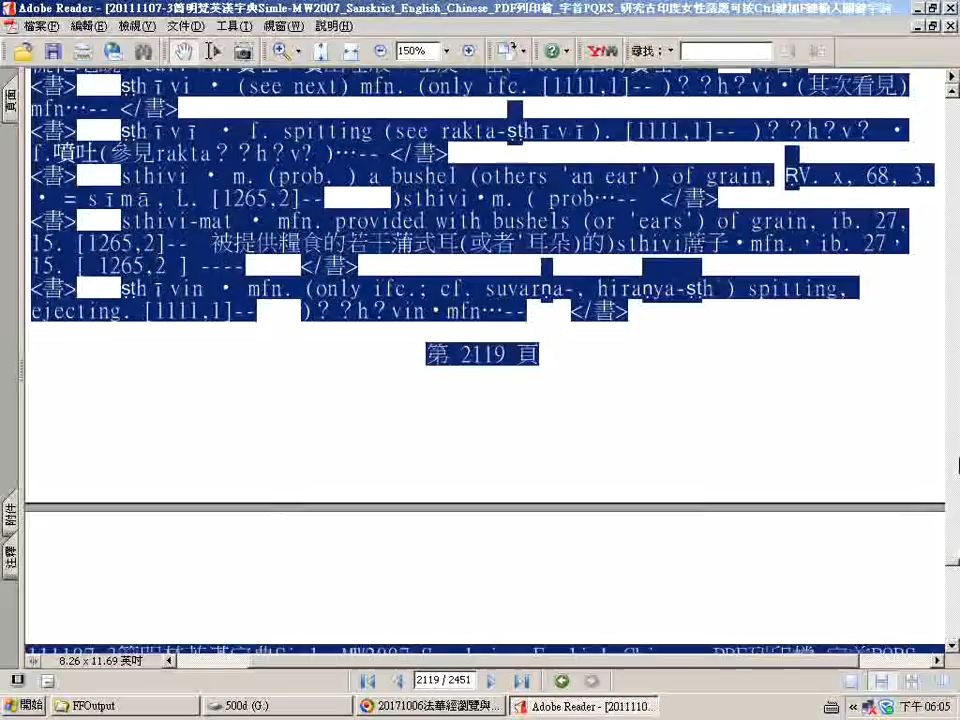 Adobe Reader - [20111107-3簡明梵英漢字典Simle-MW2007_Sanskrict_English_Chinese_PDF列印檔_字首PQRS_研究古印度女性話題可按Ctrl鍵加F鍵輸入關鍵字詞
檔案(F) 編輯(E) 檢視(V) 文件(D) 工具(T) 視窗(W) 說明(H)
150% 尋找：
頁面
<書> ṣṭhīvi · (see next) mfn. (only ifc. [1111,1]-- )？？h？vi·(其次看見)
mfn…-- </書>
<書> ṣṭhīvī · f. spitting (see rakta-ṣṭhīvī). [1111,1]-- )？？h？v？ ·
f.噴吐(參見rakta？？h？v？)…-- </書>
<書> sthivi · m. (prob. ) a bushel (others 'an ear') of grain, ṚV. x, 68, 3.
· = sīmā, L. [1265,2]-- )sthivi·m. ( prob…-- </書>
<書> sthivi-mat · mfn. provided with bushels (or 'ears') of grain, ib. 27,
15. [1265,2]-- 被提供糧食的若干蒲式耳(或者'耳朵)的)sthivi蓆子·mfn.，ib. 27，
15. [ 1265,2 ] ---- </書>
<書> ṣṭhīvin · mfn. (only ifc.; cf. suvarṇa-, hiraṇya-ṣṭh ) spitting,
ejecting. [1111,1]-- )？？h？vin·mfn…-- </書>
第 2119 頁
附件
注釋
8.26 x 11.69 英吋
2119 / 2451
開始 FFOutput 500d (G:) 20171006法華經瀏覽與... Adobe Reader - [2011110... 下午 06:05